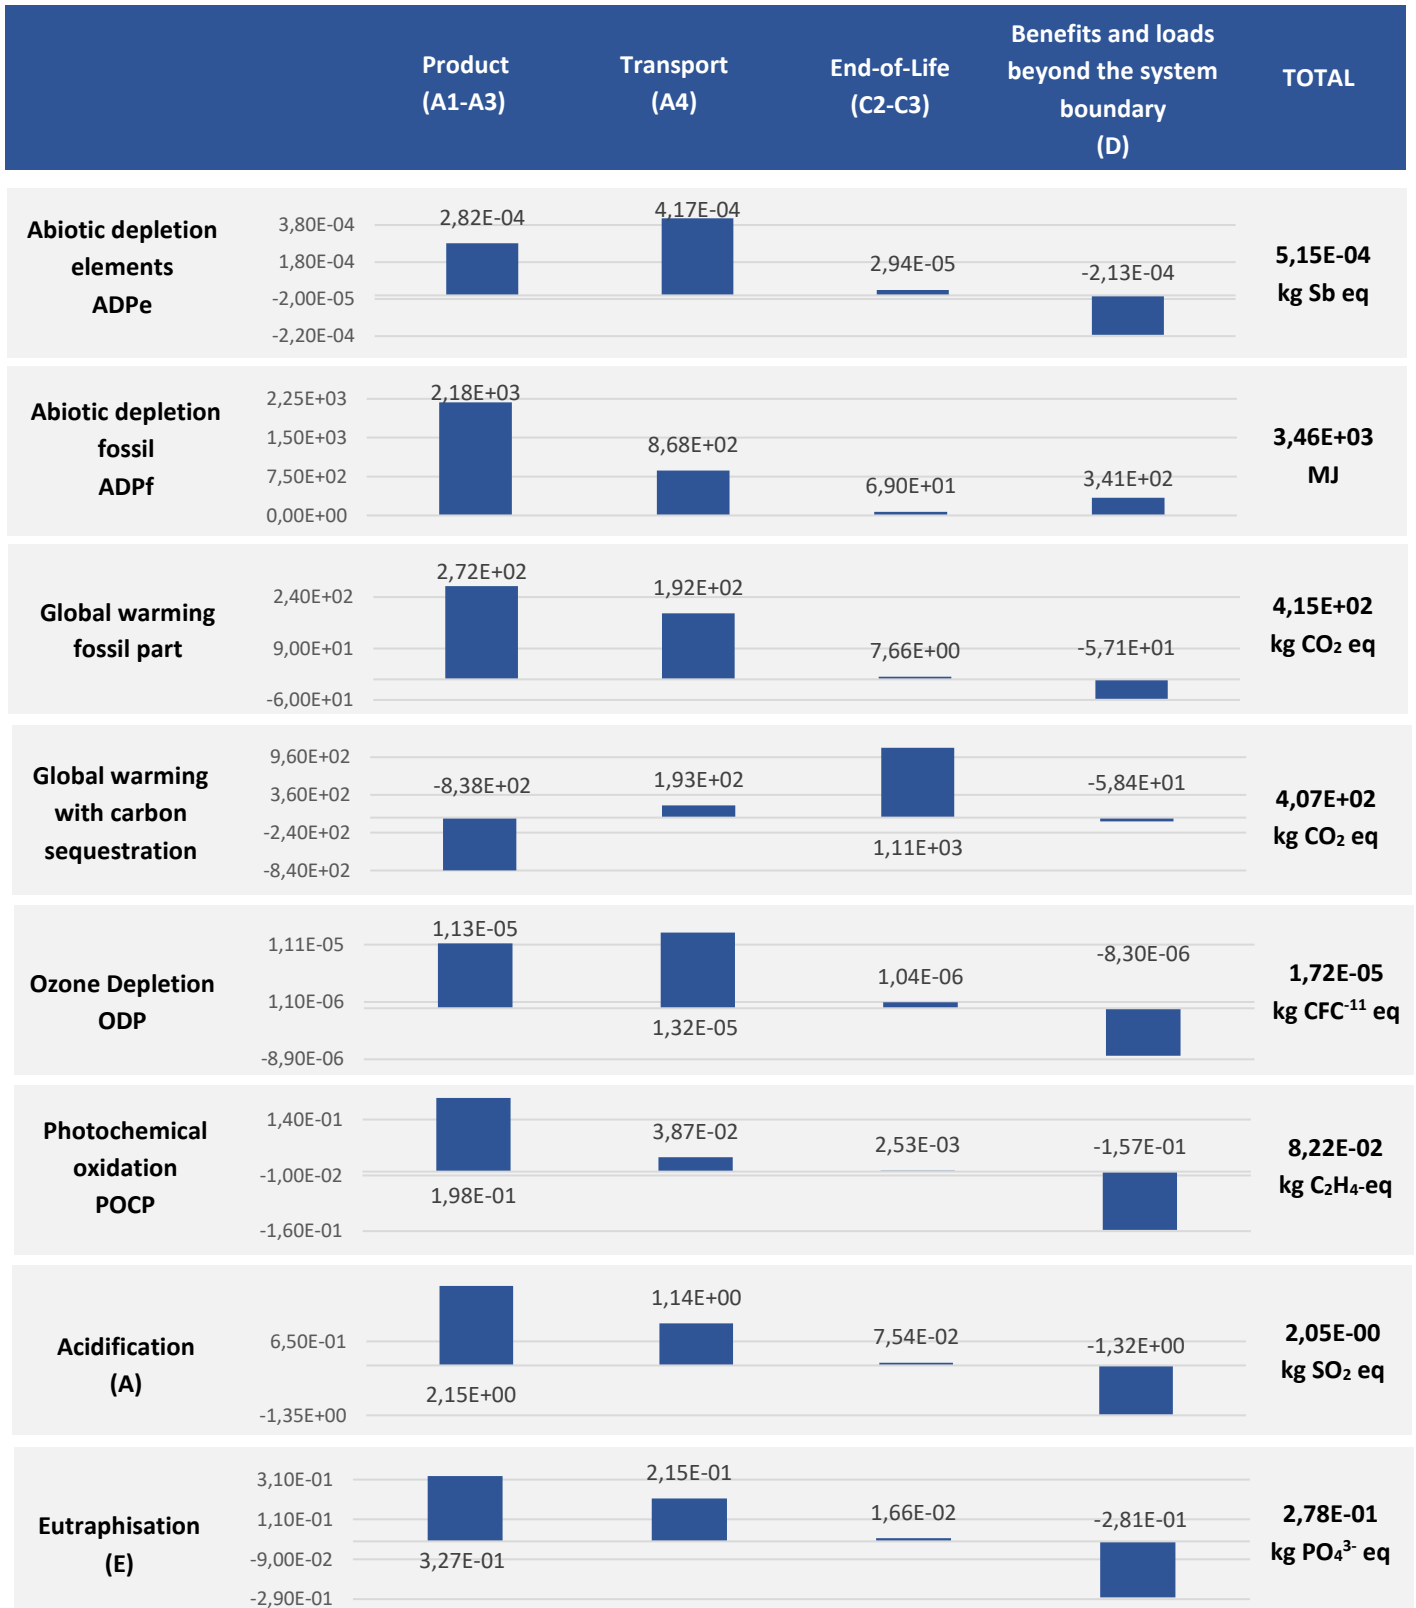 Product
(A1-A3)
Transport
(A4)
End-of-Life
(C2-C3)
Benefits and loads
beyond the system
boundary
(D)
TOTAL
Abiotic depletion
elements
ADPe
3,80E-04
1,80E-04
-2,00E-05
-2,20E-04
2,82E-04
4,17E-04
2,94E-05
-2,13E-04
5,15E-04
kg Sb eq
Abiotic depletion
fossil
ADPf
2,25E+03
1,50E+03
7,50E+02
0,00E+00
2,18E+03
8,68E+02
6,90E+01
3,41E+02
3,46E+03
MJ
Global warming
fossil part
2,40E+02
9,00E+01
-6,00E+01
2,72E+02
1,92E+02
7,66E+00
-5,71E+01
4,15E+02
kg CO₂ eq
Global warming
with carbon
sequestration
9,60E+02
3,60E+02
-2,40E+02
-8,40E+02
-8,38E+02
1,93E+02
1,11E+03
-5,84E+01
4,07E+02
kg CO₂ eq
Ozone Depletion
ODP
1,11E-05
1,10E-06
-8,90E-06
1,13E-05
1,32E-05
1,04E-06
-8,30E-06
1,72E-05
kg CFC⁻¹¹ eq
Photochemical
oxidation
POCP
1,40E-01
-1,00E-02
-1,60E-01
1,98E-01
3,87E-02
2,53E-03
-1,57E-01
8,22E-02
kg C₂H₄-eq
Acidification
(A)
6,50E-01
-1,35E+00
2,15E+00
1,14E+00
7,54E-02
-1,32E+00
2,05E-00
kg SO₂ eq
Eutraphisation
(E)
3,10E-01
1,10E-01
-9,00E-02
-2,90E-01
3,27E-01
2,15E-01
1,66E-02
-2,81E-01
2,78E-01
kg PO₄³⁻ eq